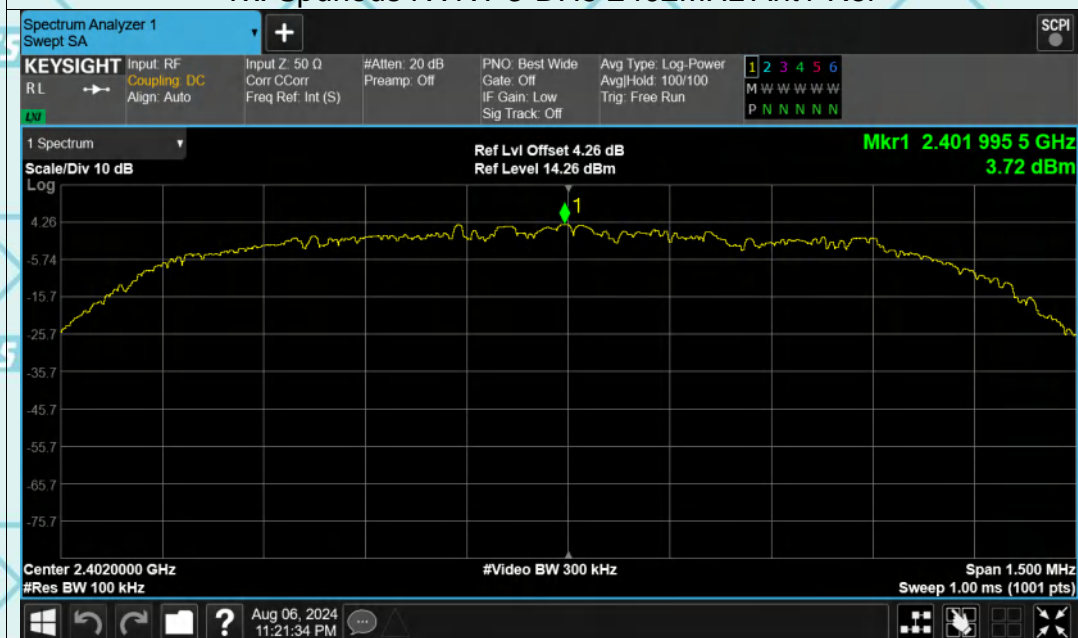 Spectrum Analyzer 1
Swept SA
+
SCPI
KEYSIGHT
RL
LXI
Input: RF
Coupling: DC
Align: Auto
Input Z: 50 Ω
Corr CCorr
Freq Ref: Int (S)
#Atten: 20 dB
Preamp: Off
PNO: Best Wide
Gate: Off
IF Gain: Low
Sig Track: Off
Avg Type: Log-Power
Avg|Hold: 100/100
Trig: Free Run
1 2 3 4 5 6
M W W W W W
P N N N N N
1 Spectrum
Scale/Div 10 dB
Log
Ref Lvl Offset 4.26 dB
Ref Level 14.26 dBm
Mkr1 2.401 995 5 GHz
3.72 dBm
1
4.26
-5.74
-15.7
-25.7
-35.7
-45.7
-55.7
-65.7
-75.7
Center 2.4020000 GHz
#Res BW 100 kHz
#Video BW 300 kHz
Span 1.500 MHz
Sweep 1.00 ms (1001 pts)
?
Aug 06, 2024
11:21:34 PM